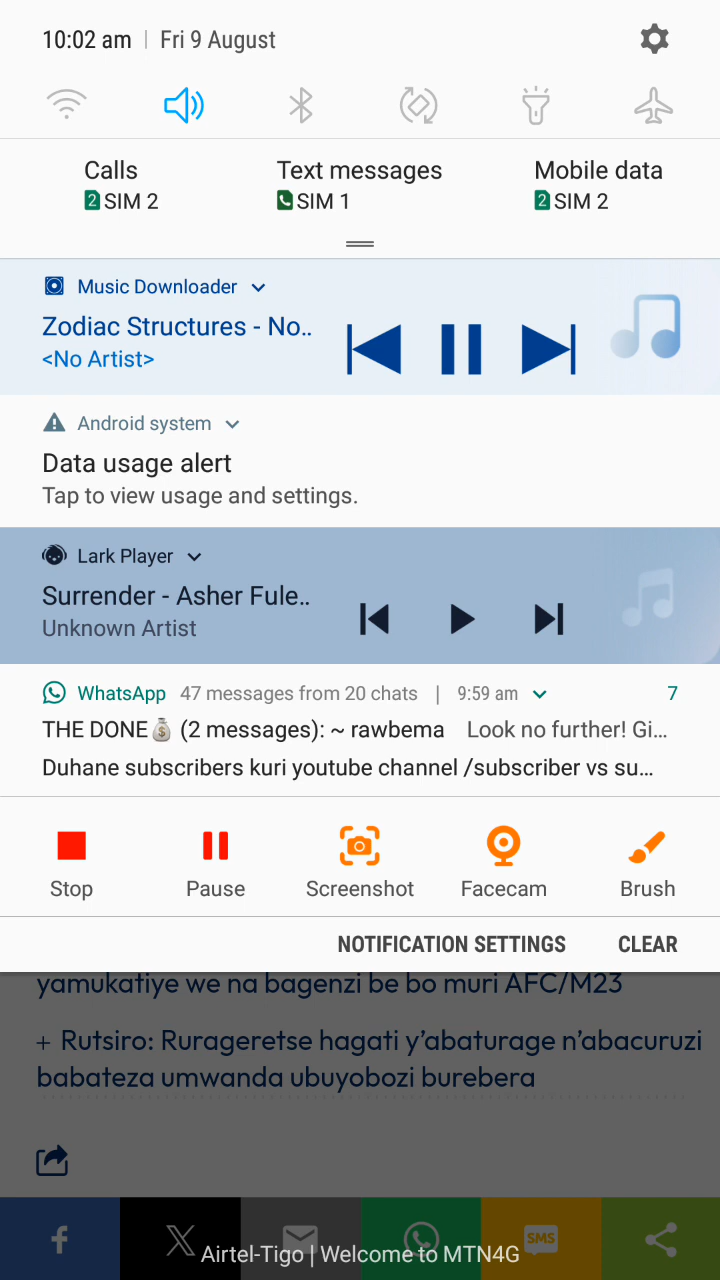 10:02 am | Fri 9 August
Calls
2 SIM 2
Text messages
SIM 1
Mobile data
2 SIM 2
Music Downloader
Zodiac Structures - No..
<No Artist>
Android system
Data usage alert
Tap to view usage and settings.
Lark Player
Surrender - Asher Fule..
Unknown Artist
WhatsApp 47 messages from 20 chats | 9:59 am 7
THE DONE💰 (2 messages): ~ rawbema Look no further! Gi...
Duhane subscribers kuri youtube channel /subscriber vs su...
Stop Pause Screenshot Facecam Brush
NOTIFICATION SETTINGS CLEAR
yamukatiye we na bagenzi be bo muri AFC/M23
+ Rutsiro: Rurageretse hagati y’abaturage n’abacuruzi
babateza umwanda ubuyobozi burebera
SMS
Airtel-Tigo | Welcome to MTN4G